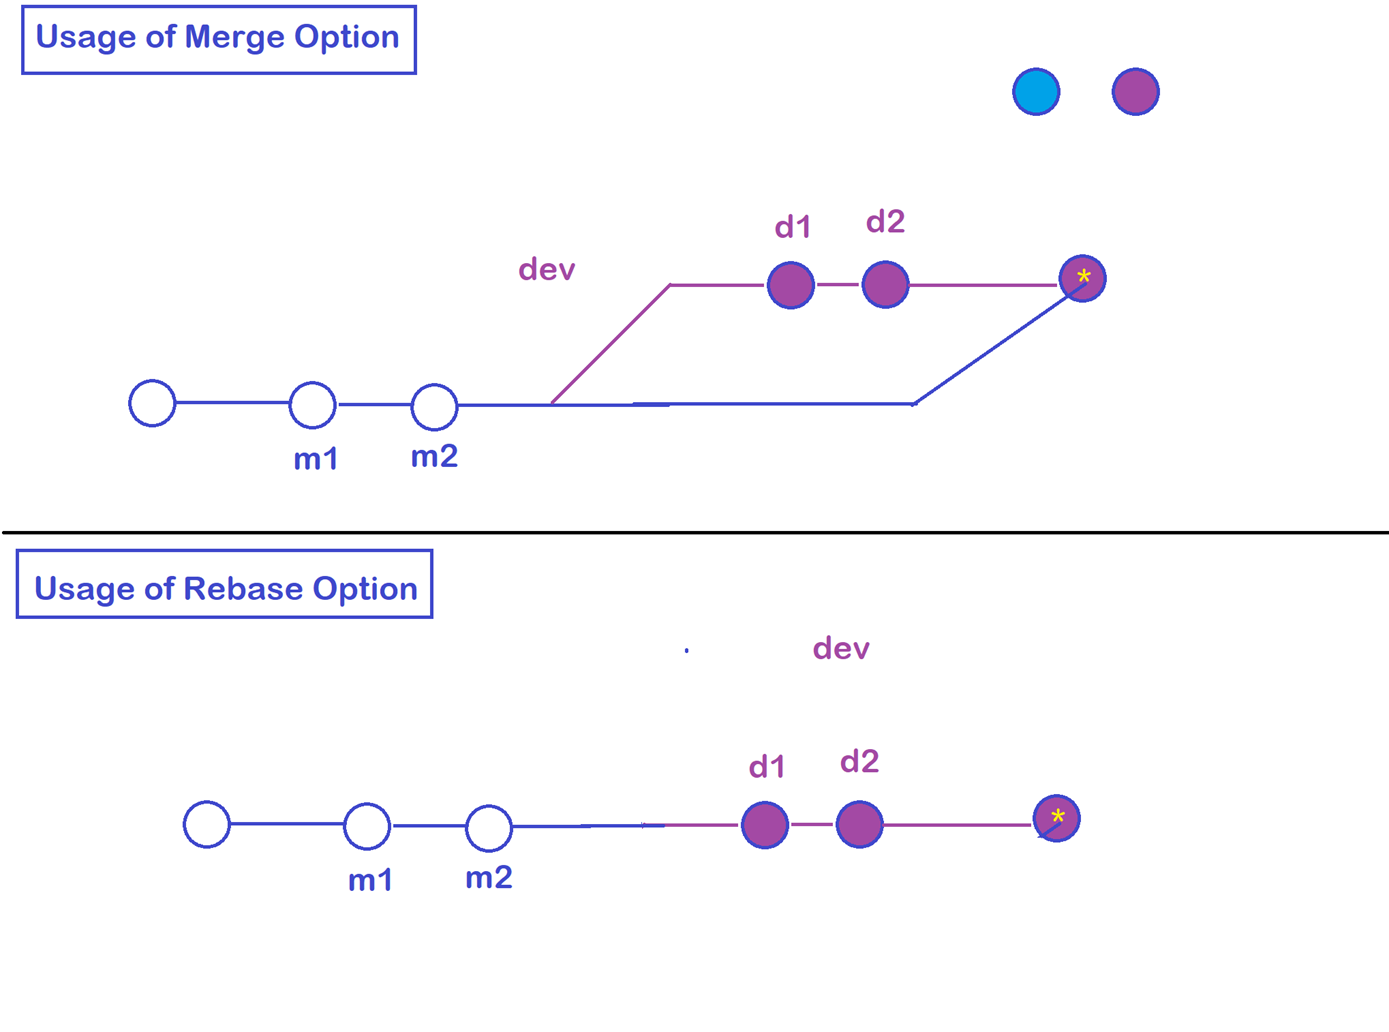 Usage of Merge Option
d1
d2
dev
*
m1
m2
Usage of Rebase Option
dev
d1
d2
*
m1
m2